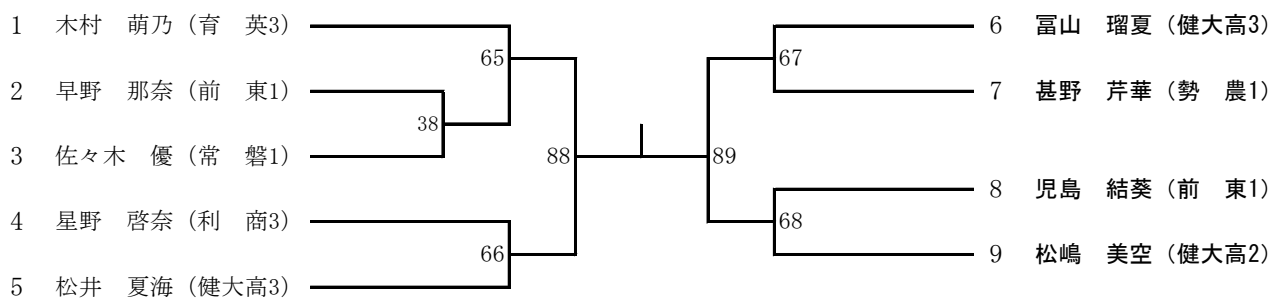 1 木村 萌乃（育 英3）
65
2 早野 那奈（前 東1）
38
3 佐々木 優（常 磐1）
88
4 星野 啓奈（利 商3）
66
5 松井 夏海（健大高3）
6 冨山 瑠夏（健大高3）
67
7 甚野 芹華（勢 農1）
89
8 児島 結葵（前 東1）
68
9 松嶋 美空（健大高2）